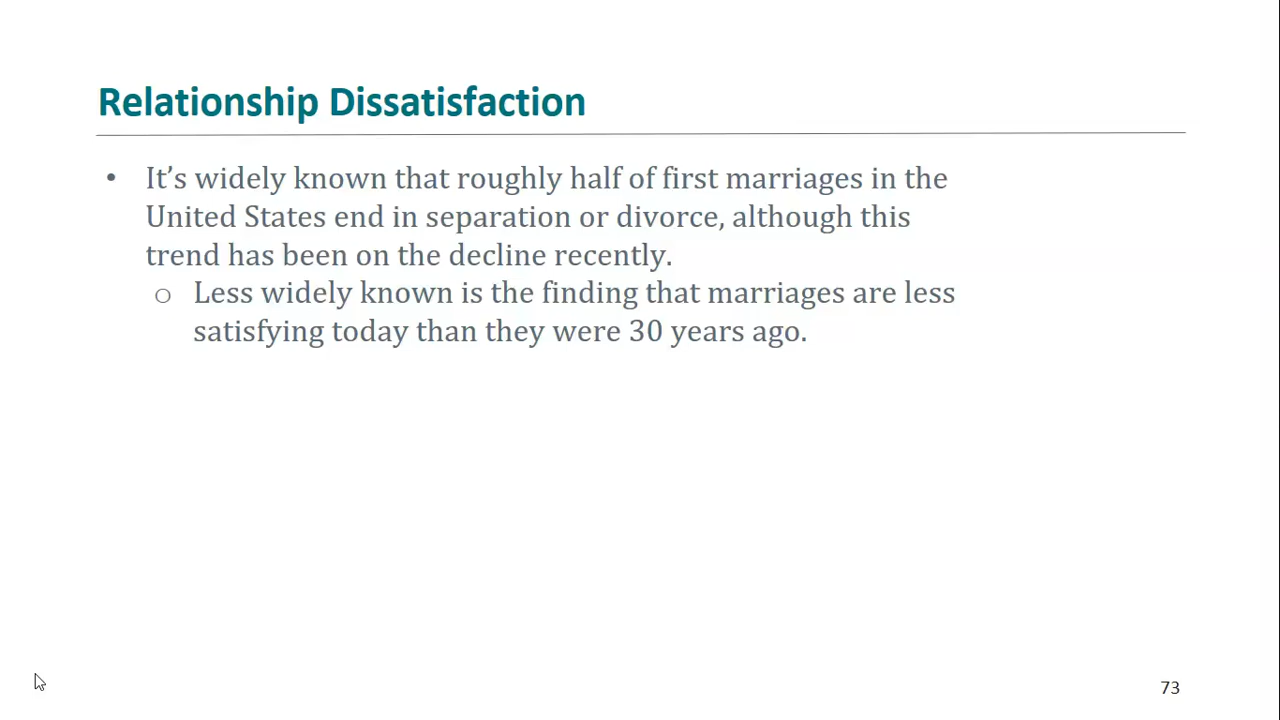 Relationship Dissatisfaction
• It’s widely known that roughly half of first marriages in the
United States end in separation or divorce, although this
trend has been on the decline recently.
o Less widely known is the finding that marriages are less
satisfying today than they were 30 years ago.
73